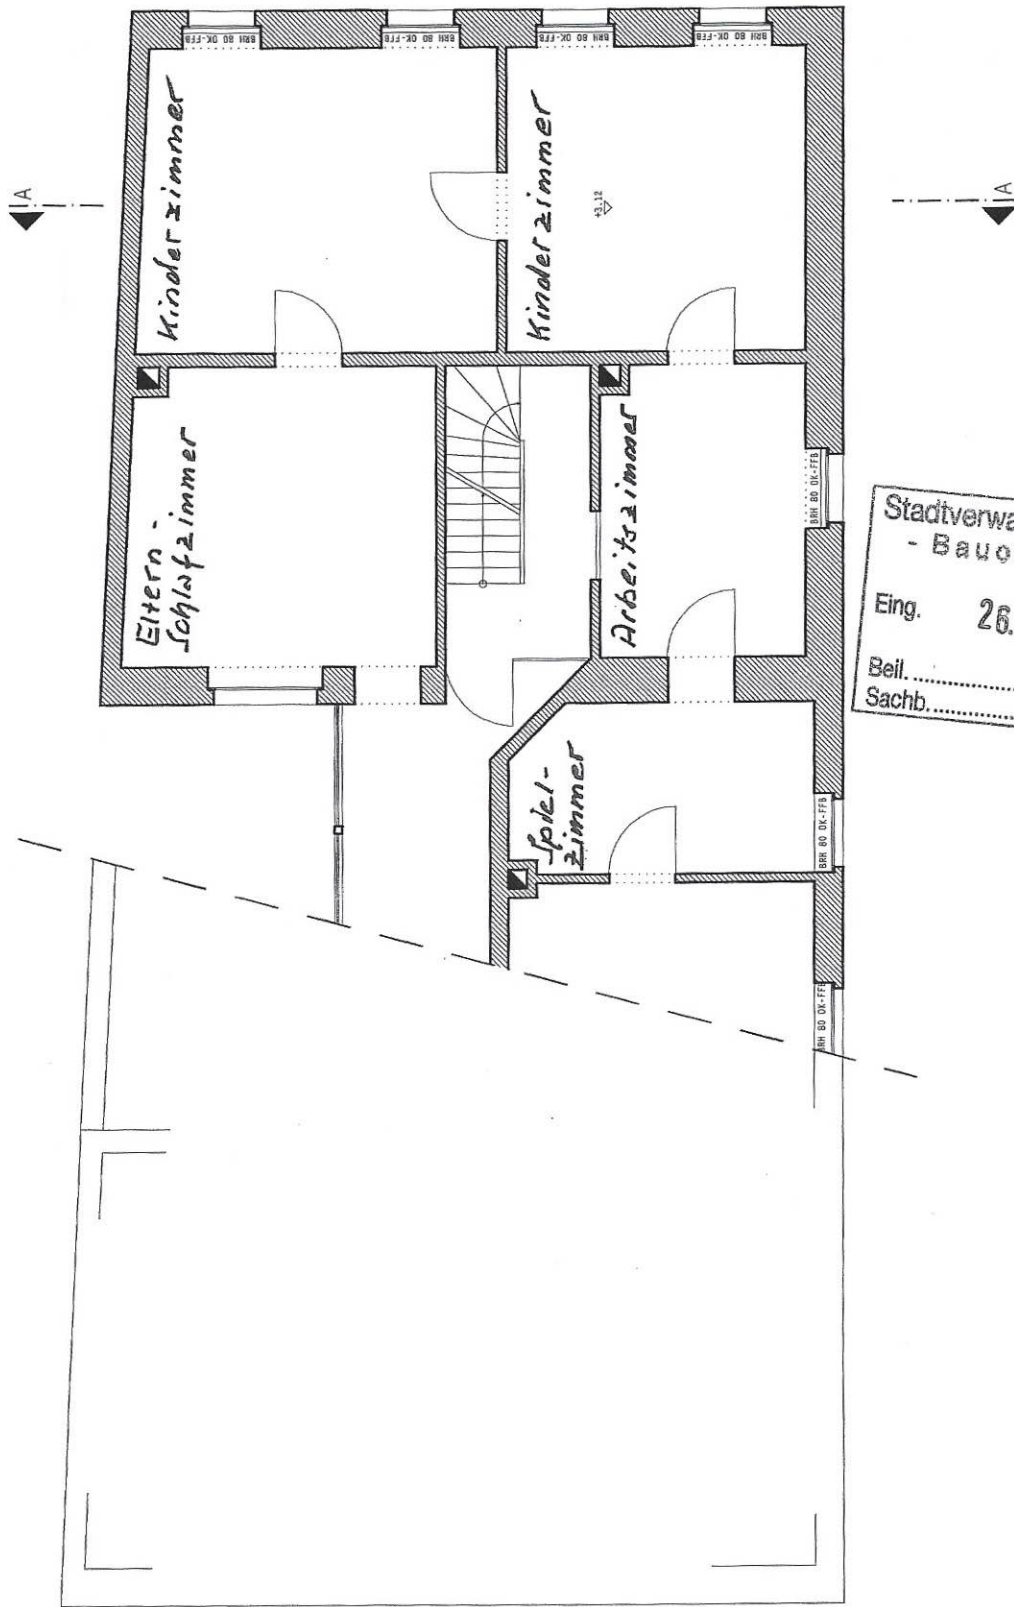 BRH 80 OK-FFB
BRH 80 OK-FFB
BRH 80 OK-FFB
BRH 80 OK-FFB
A
A
Kinderzimmer
Kinderzimmer
+3.12
Eltern-
Schlafzimmer
Arbeitszimmer
BRH 80 OK-FFB
Stadtverwa
- Bauo
Eing. 26.
Beil. ............
Sachb. ............
Spiel-
zimmer
BRH 80 OK-FFB
BRH 80 OK-FFB